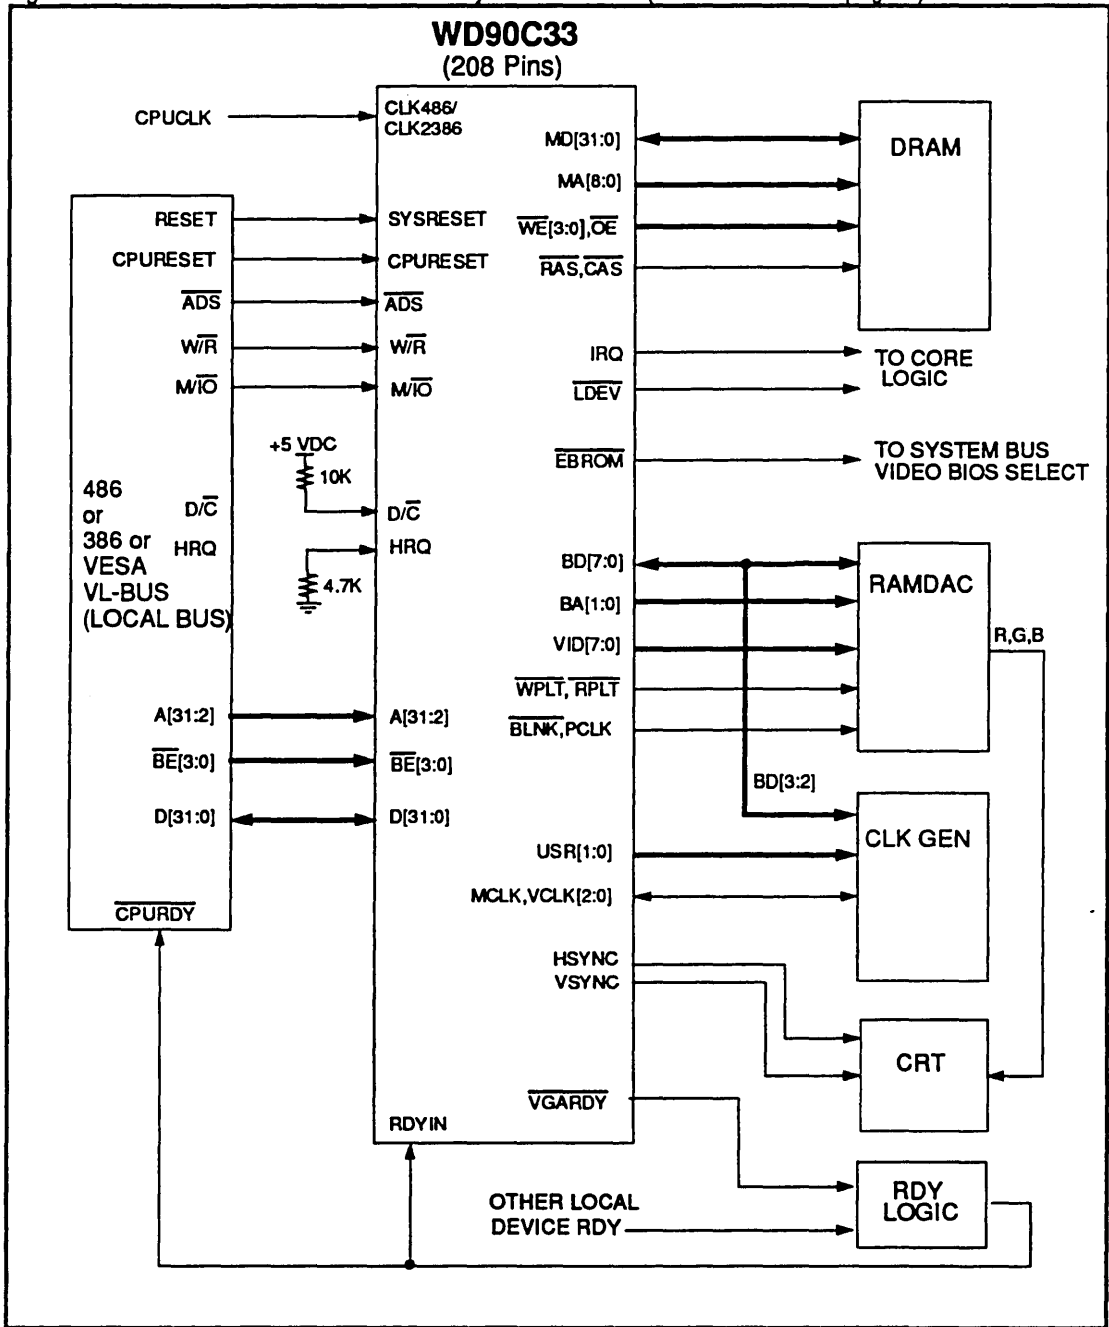 WD90C33
(208 Pins)
CPUCLK
CLK486/
CLK2386
RESET
CPURESET
ADS
W/R
M/IO
486
or
386 or
VESA
VL-BUS
(LOCAL BUS)
D/C
HRQ
A[31:2]
BE[3:0]
D[31:0]
CPURDY
+5 VDC
10K
4.7K
SYSRESET
CPURESET
ADS
W/R
M/IO
D/C
HRQ
A[31:2]
BE[3:0]
D[31:0]
RDYIN
MD[31:0]
MA[8:0]
WE[3:0],OE
RAS,CAS
IRQ
LDEV
EBROM
BD[7:0]
BA[1:0]
VID[7:0]
WPLT, RPLT
BLNK,PCLK
BD[3:2]
USR[1:0]
MCLK,VCLK[2:0]
HSYNC
VSYNC
VGARDY
DRAM
TO CORE
LOGIC
TO SYSTEM BUS
VIDEO BIOS SELECT
RAMDAC
R,G,B
CLK GEN
CRT
RDY
LOGIC
OTHER LOCAL
DEVICE RDY